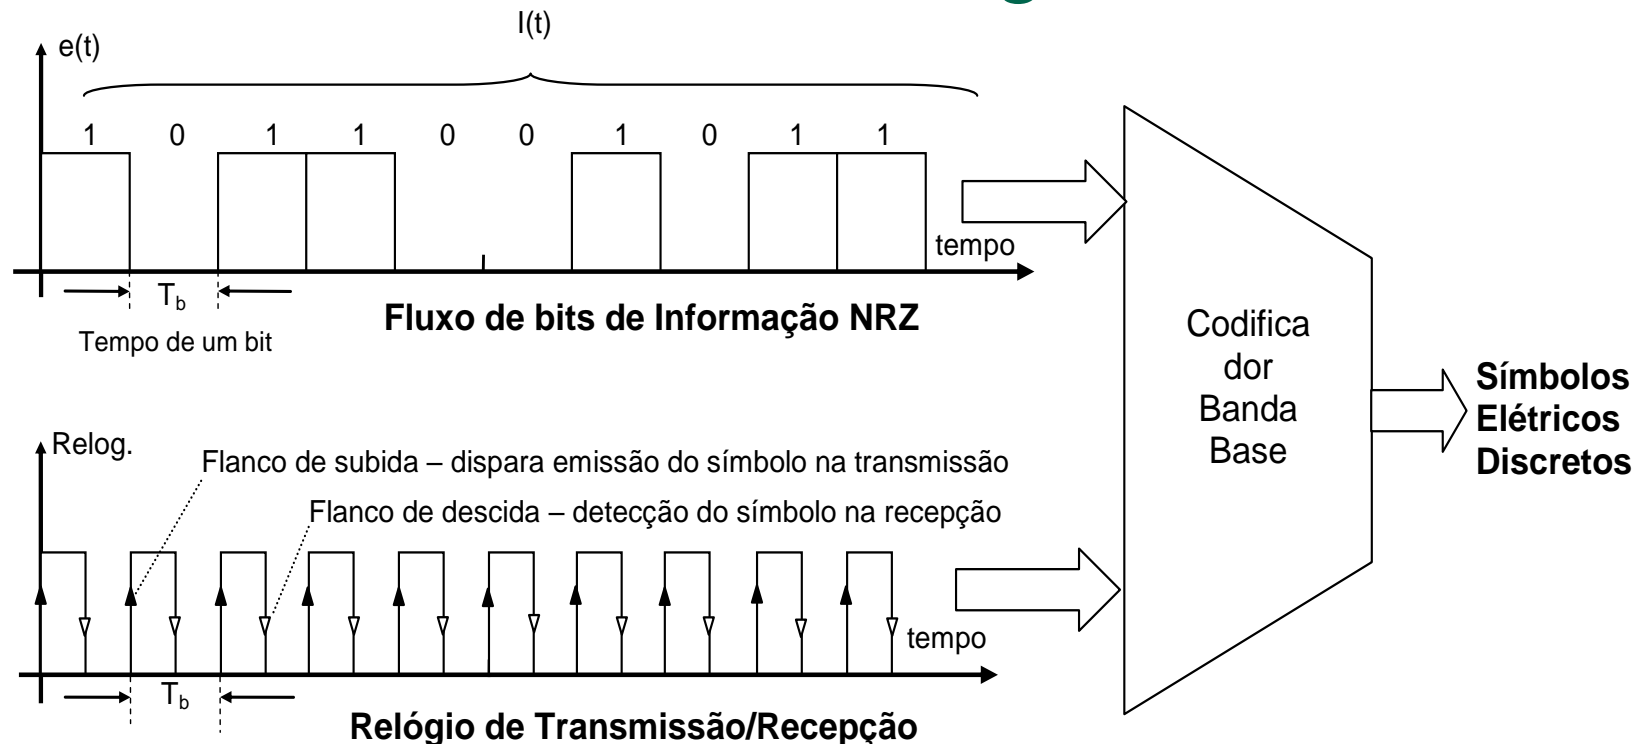 I(t)
e(t)
1 0 1 1 0 0 1 0 1 1
tempo
T_b
Tempo de um bit
Fluxo de bits de Informação NRZ
Relog.
Flanco de subida – dispara emissão do símbolo na transmissão
Flanco de descida – detecção do símbolo na recepção
tempo
T_b
Relógio de Transmissão/Recepção
Codifica
dor
Banda
Base
Símbolos
Elétricos
Discretos